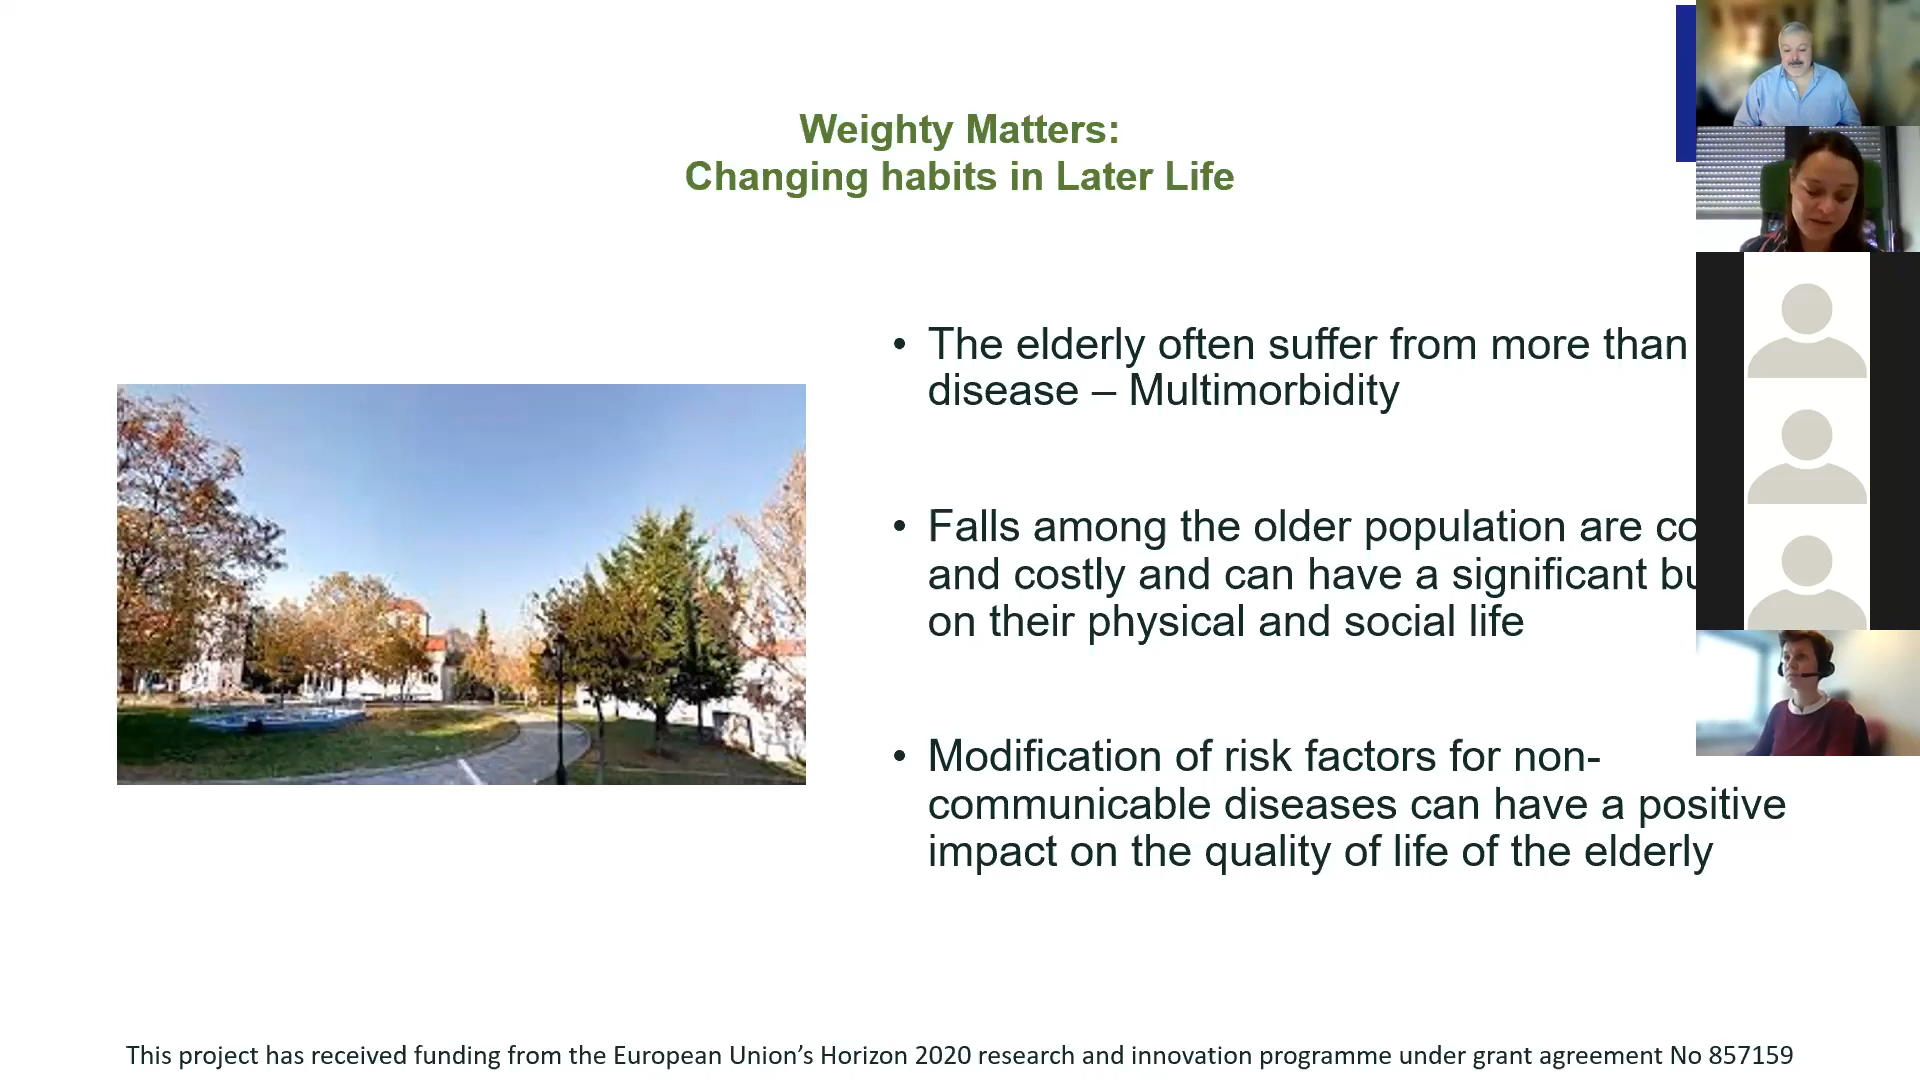 Weighty Matters:
Changing habits in Later Life
• The elderly often suffer from more than
disease – Multimorbidity
• Falls among the older population are
and costly and can have a significant
on their physical and social life
• Modification of risk factors for non-
communicable diseases can have a positive
impact on the quality of life of the elderly
This project has received funding from the European Union’s Horizon 2020 research and innovation programme under grant agreement No 857159